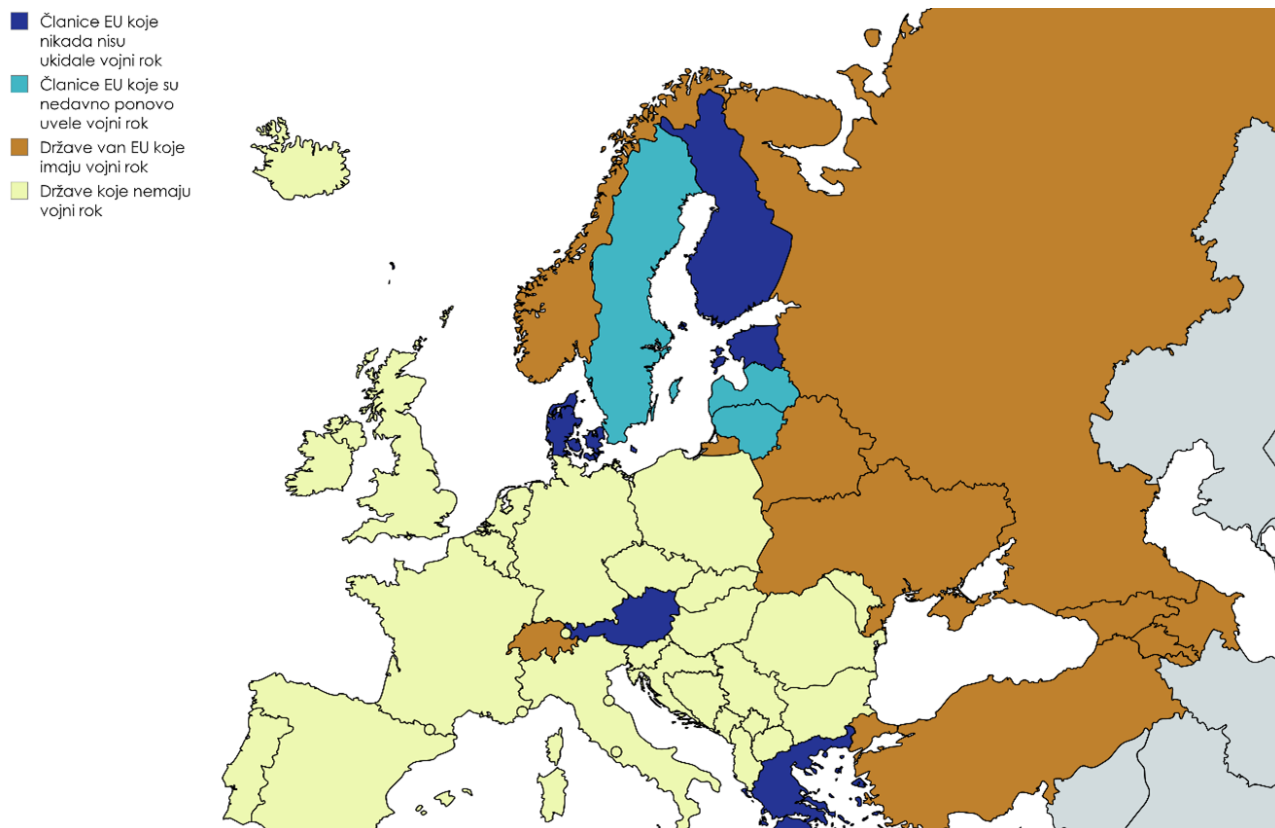 Članice EU koje
nikada nisu
ukidale vojni rok
Članice EU koje su
nedavno ponovo
uvele vojni rok
Države van EU koje
imaju vojni rok
Države koje nemaju
vojni rok